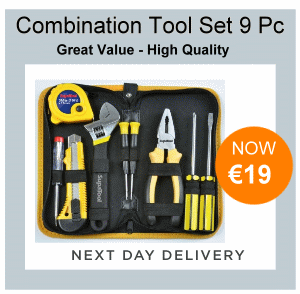 Combination Tool Set 9 Pc
Great Value - High Quality
NOW
€19
NEXT DAY DELIVERY